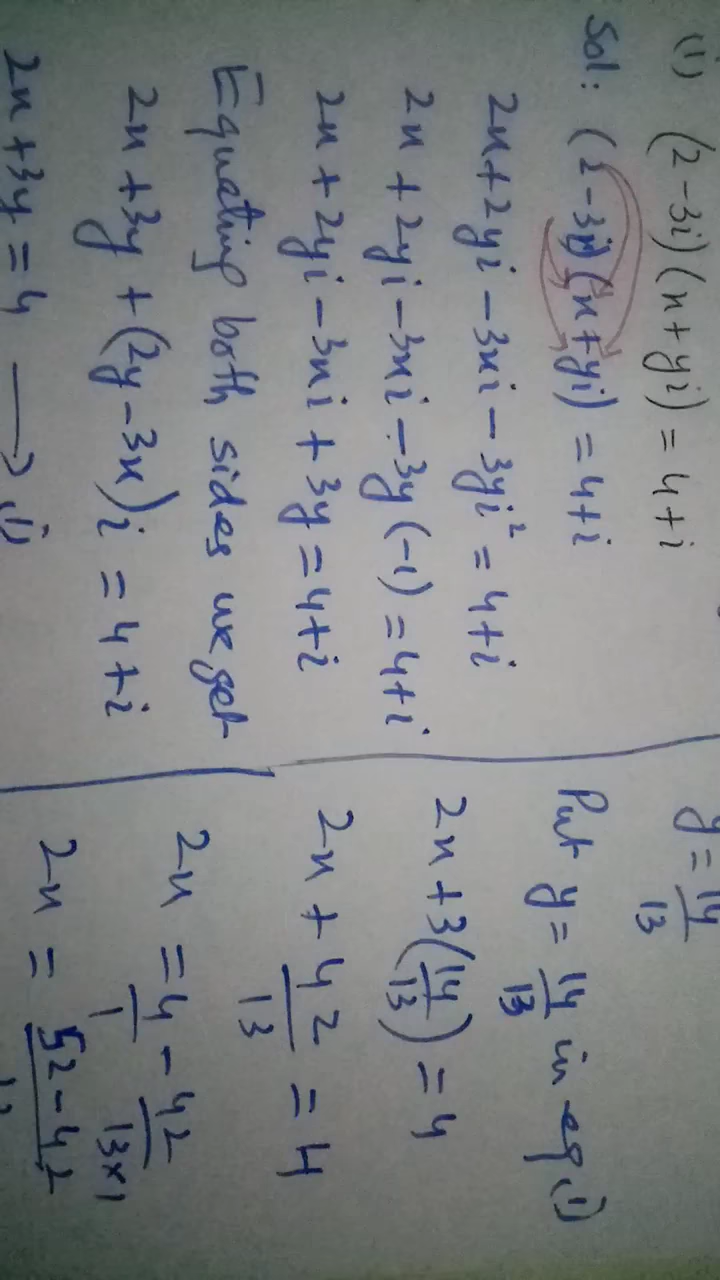 (i) (2-3i)(x+yi) = 4+i
Sol: (2-3i)(x+yi) = 4+i
2x+2yi-3xi-3yi² = 4+i
2x+2yi-3xi-3y(-1) = 4+i
2x+2yi-3xi+3y = 4+i
Equating both sides we get
2x+3y+(2y-3x)i = 4+i
2x+3y = 4 → (i)
y = 14/13
Put y = 14/13 in eq (i)
2x+3(14/13) = 4
2x + 42/13 = 4
2x = 4/1 - 42/13×1
2x = 52-42